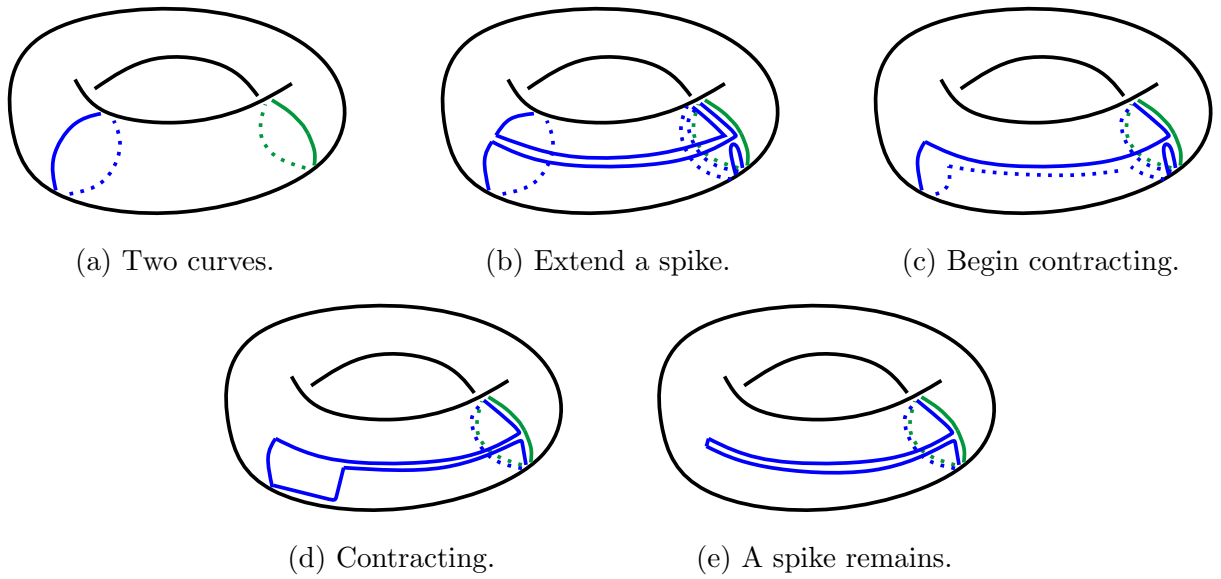 (a) Two curves.
(b) Extend a spike.
(c) Begin contracting.
(d) Contracting.
(e) A spike remains.